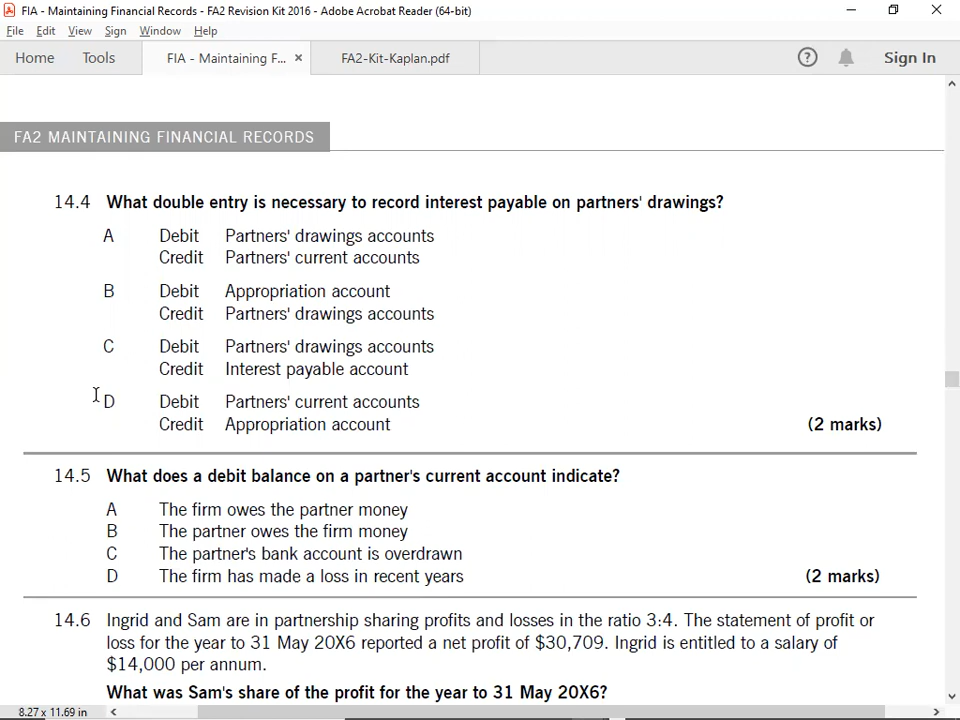 FIA - Maintaining Financial Records - FA2 Revision Kit 2016 - Adobe Acrobat Reader (64-bit)
File Edit View Sign Window Help
Home Tools FIA - Maintaining F... × FA2-Kit-Kaplan.pdf ? Sign In
FA2 MAINTAINING FINANCIAL RECORDS
14.4 What double entry is necessary to record interest payable on partners' drawings?
A Debit Partners' drawings accounts
Credit Partners' current accounts
B Debit Appropriation account
Credit Partners' drawings accounts
C Debit Partners' drawings accounts
Credit Interest payable account
D Debit Partners' current accounts
Credit Appropriation account (2 marks)
14.5 What does a debit balance on a partner's current account indicate?
A The firm owes the partner money
B The partner owes the firm money
C The partner's bank account is overdrawn
D The firm has made a loss in recent years (2 marks)
14.6 Ingrid and Sam are in partnership sharing profits and losses in the ratio 3:4. The statement of profit or
loss for the year to 31 May 20X6 reported a net profit of $30,709. Ingrid is entitled to a salary of
$14,000 per annum.
What was Sam's share of the profit for the year to 31 May 20X6?
8.27 x 11.69 in